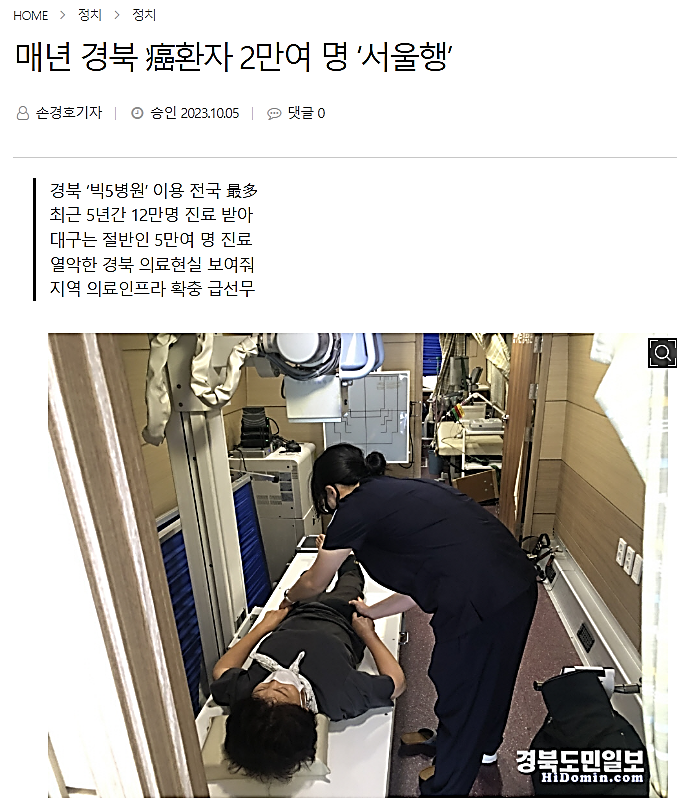 HOME > 정치 > 정치
매년 경북 癌환자 2만여 명 ‘서울행’
손경호기자 | 승인 2023.10.05 | 댓글 0
경북 ‘빅5병원’ 이용 전국 最多
최근 5년간 12만명 진료 받아
대구는 절반인 5만여 명 진료
열악한 경북 의료현실 보여줘
지역 의료인프라 확충 급선무
경북도민일보
HiDomin.com